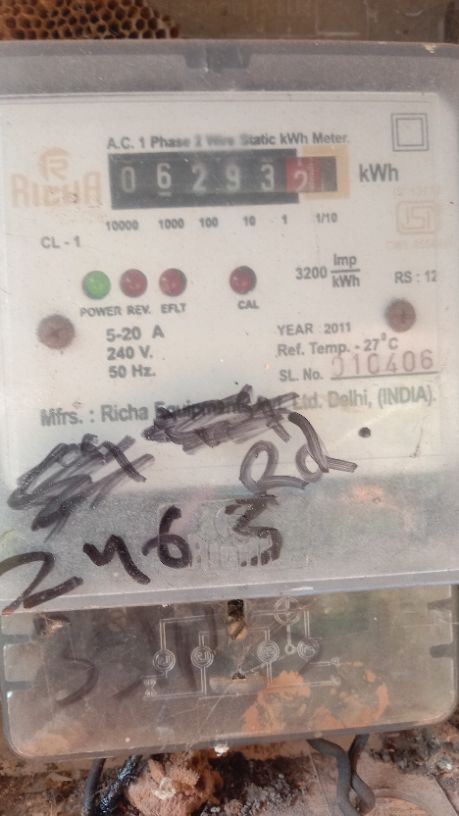 A.C. 1 Phase 2 Wire Static kWh Meter.
RICHA
0 6 2 9 3 2 kWh
10000 1000 100 10 1 1/10
CL - 1
ISI
3200 Imp/kWh
RS : 12
POWER REV. EFLT CAL
5-20 A
240 V.
50 Hz.
YEAR : 2011
Ref. Temp. - 27°C
SL. No. 010406
Mfrs. : Richa Ltd. Delhi, (INDIA).
Rd
2463